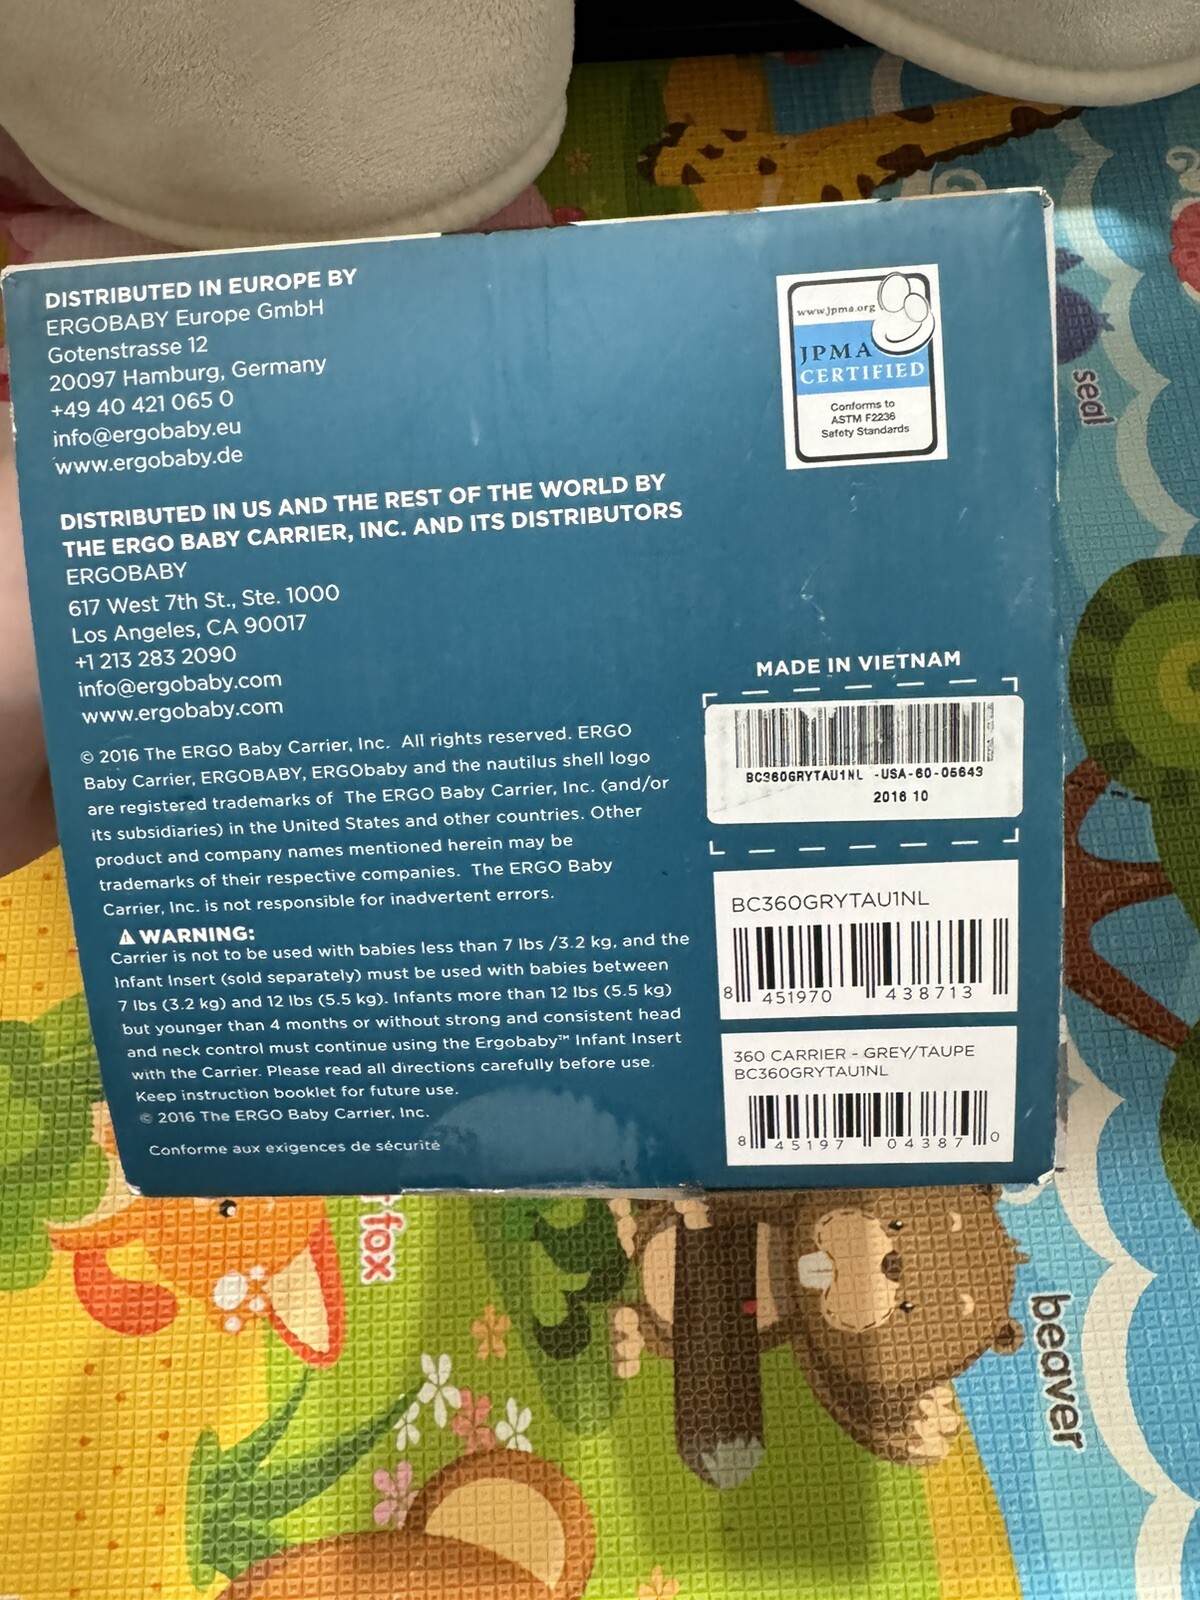 DISTRIBUTED IN EUROPE BY
ERGOBABY Europe GmbH
Gotenstrasse 12
20097 Hamburg, Germany
+49 40 421 065 0
info@ergobaby.eu
www.ergobaby.de
DISTRIBUTED IN US AND THE REST OF THE WORLD BY
THE ERGO BABY CARRIER, INC. AND ITS DISTRIBUTORS
ERGOBABY
617 West 7th St., Ste. 1000
Los Angeles, CA 90017
+1 213 283 2090
info@ergobaby.com
www.ergobaby.com
© 2016 The ERGO Baby Carrier, Inc. All rights reserved. ERGO
Baby Carrier, ERGOBABY, ERGObaby and the nautilus shell logo
are registered trademarks of The ERGO Baby Carrier, Inc. (and/or
its subsidiaries) in the United States and other countries. Other
product and company names mentioned herein may be
trademarks of their respective companies. The ERGO Baby
Carrier, Inc. is not responsible for inadvertent errors.
⚠ WARNING:
Carrier is not to be used with babies less than 7 lbs /3.2 kg, and the
Infant Insert (sold separately) must be used with babies between
7 lbs (3.2 kg) and 12 lbs (5.5 kg). Infants more than 12 lbs (5.5 kg)
but younger than 4 months or without strong and consistent head
and neck control must continue using the Ergobaby™ Infant Insert
with the Carrier. Please read all directions carefully before use.
Keep instruction booklet for future use.
© 2016 The ERGO Baby Carrier, Inc.
Conforme aux exigences de sécurité
www.jpma.org
JPMA
CERTIFIED
Conforms to
ASTM F2236
Safety Standards
MADE IN VIETNAM
BC360GRYTAU1NL -USA-60-05643
2016 10
BC360GRYTAU1NL
8 451970 438713
360 CARRIER - GREY/TAUPE
BC360GRYTAU1NL
8 45197 04387 0
seal
fox
beaver